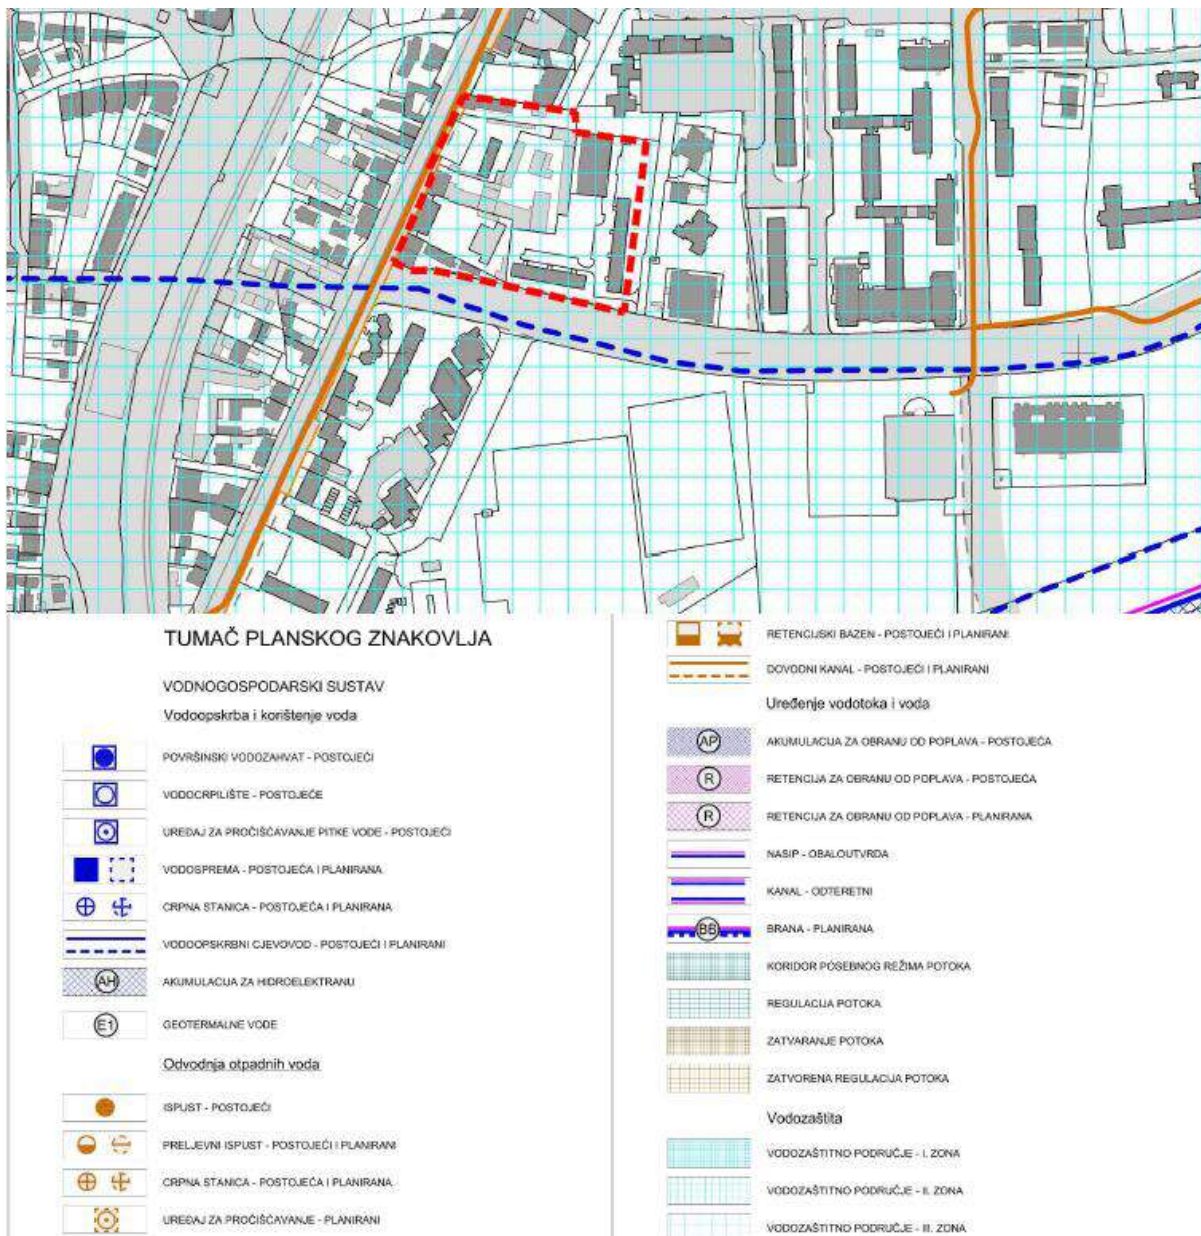 TUMAČ PLANSKOG ZNAKOVLJA
VODNOGOSPODARSKI SUSTAV
Vodoopskrba i korištenje voda
POVRŠINSKI VODOZAHVAT - POSTOJEĆI
VODOCRPILIŠTE - POSTOJEĆE
UREĐAJ ZA PROČIŠĆAVANJE PITKE VODE - POSTOJEĆI
VODOSPREMA - POSTOJEĆA I PLANIRANA
CRPNA STANICA - POSTOJEĆA I PLANIRANA
VODOOPSKRBNI CJEVOVOD - POSTOJEĆI I PLANIRANI
AH
AKUMULACIJA ZA HIDROELEKTRANU
E1
GEOTERMALNE VODE
Odvodnja otpadnih voda
ISPUST - POSTOJEĆI
PRELJEVNI ISPUST - POSTOJEĆI I PLANIRANI
CRPNA STANICA - POSTOJEĆA I PLANIRANA
UREĐAJ ZA PROČIŠĆAVANJE - PLANIRANI
RETENCIJSKI BAZEN - POSTOJEĆI I PLANIRANI
DOVODNI KANAL - POSTOJEĆI I PLANIRANI
Uređenje vodotoka i voda
AP
AKUMULACIJA ZA OBRANU OD POPLAVA - POSTOJEĆA
R
RETENCIJA ZA OBRANU OD POPLAVA - POSTOJEĆA
R
RETENCIJA ZA OBRANU OD POPLAVA - PLANIRANA
NASIP - OBALOUTVRDA
KANAL - ODTERETNI
BB
BRANA - PLANIRANA
KORIDOR POSEBNOG REŽIMA POTOKA
REGULACIJA POTOKA
ZATVARANJE POTOKA
ZATVORENA REGULACIJA POTOKA
Vodozaštita
VODOZAŠTITNO PODRUČJE - I. ZONA
VODOZAŠTITNO PODRUČJE - II. ZONA
VODOZAŠTITNO PODRUČJE - III. ZONA